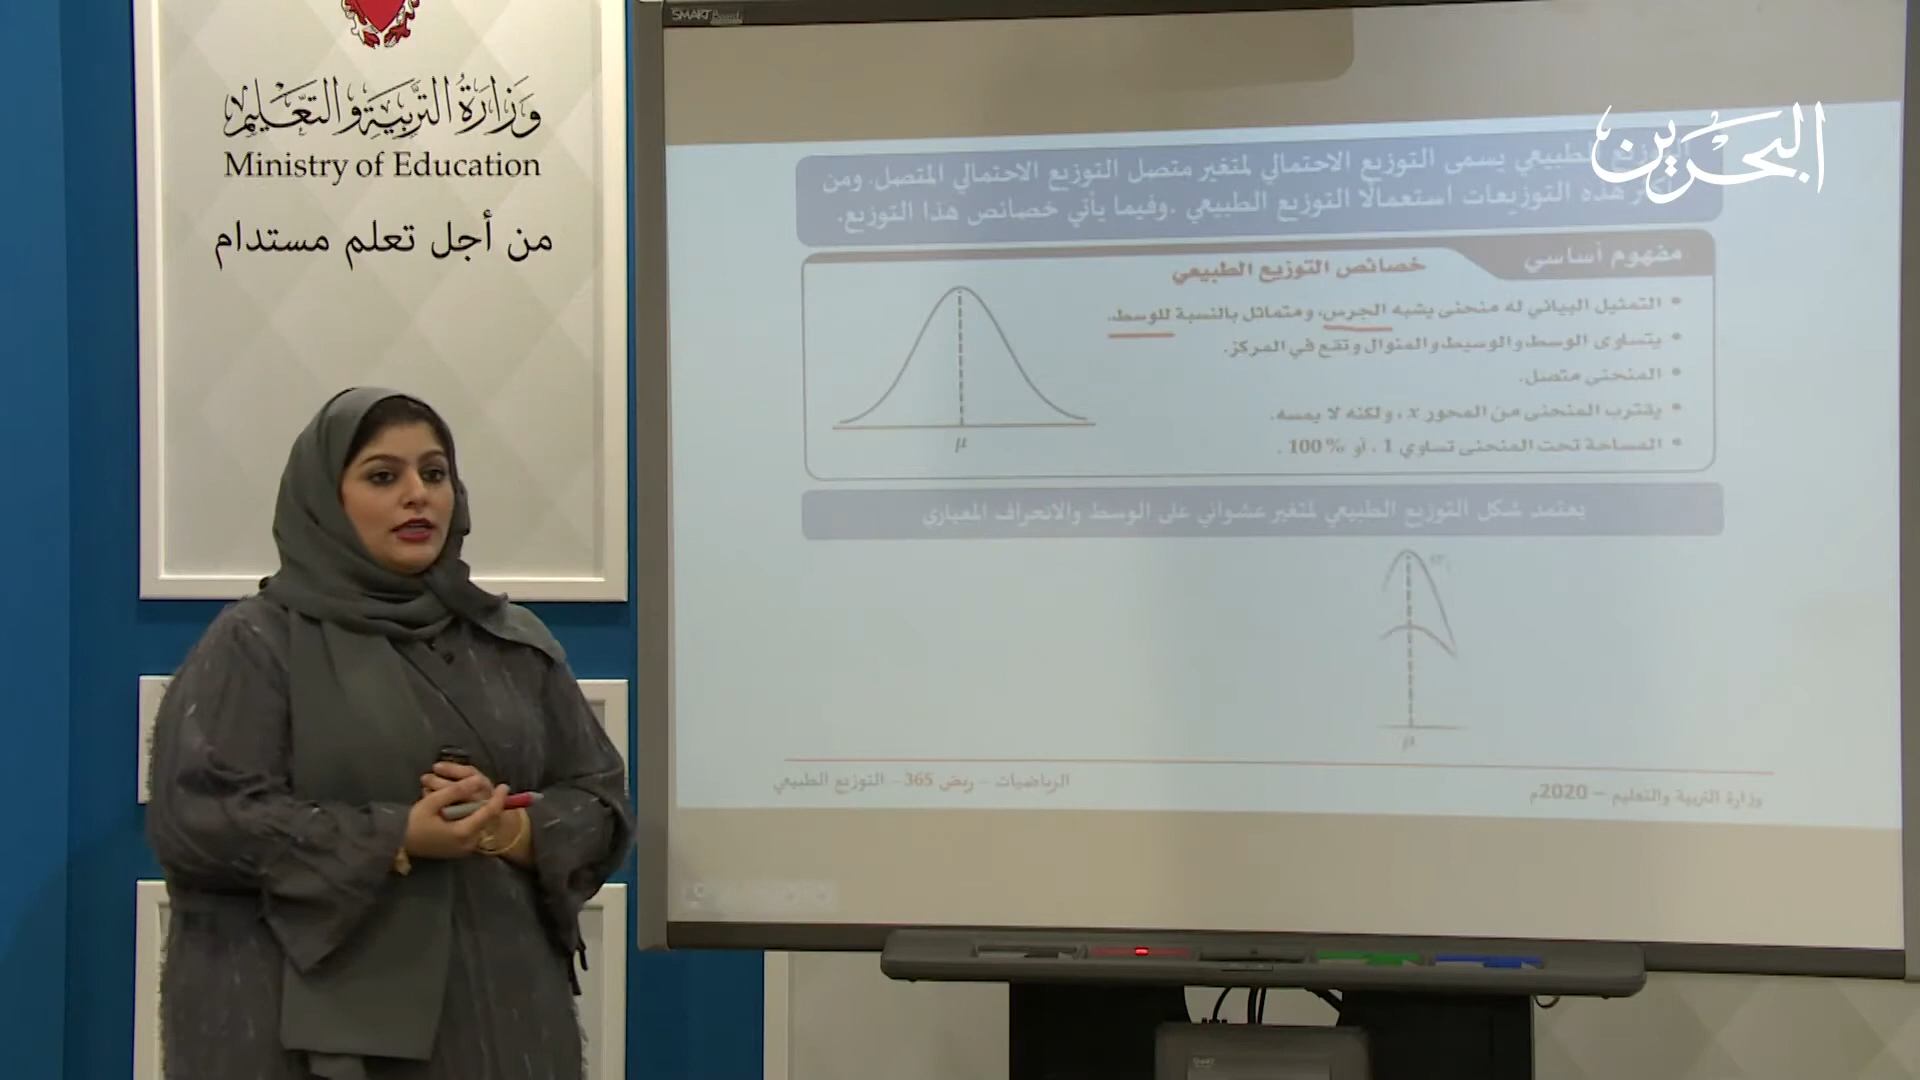 وزارة التربية والتعليم
Ministry of Education
من أجل تعلم مستدام
SMART Board
البحرين
الطبيعي يسمى التوزيع الاحتمالي لمتغير متصل التوزيع الاحتمالي المتصل. ومن
هذه التوزيعات استعمالًا التوزيع الطبيعي .وفيما يأتي خصائص هذا التوزيع.
مفهوم أساسي
خصائص التوزيع الطبيعي
• التمثيل البياني له منحنى يشبه الجرس، ومتماثل بالنسبة للوسط.
• يتساوى الوسط والوسيط والمنوال وتقع في المركز.
• المنحنى متصل.
• يقترب المنحنى من المحور x ، ولكنه لا يمسه.
• المساحة تحت المنحنى تساوي 1 ، أو % 100 .
μ
يعتمد شكل التوزيع الطبيعي لمتغير عشوائي على الوسط والانحراف المعياري
μ
وزارة التربية والتعليم – 2020م
الرياضيات – ريض 365 – التوزيع الطبيعي